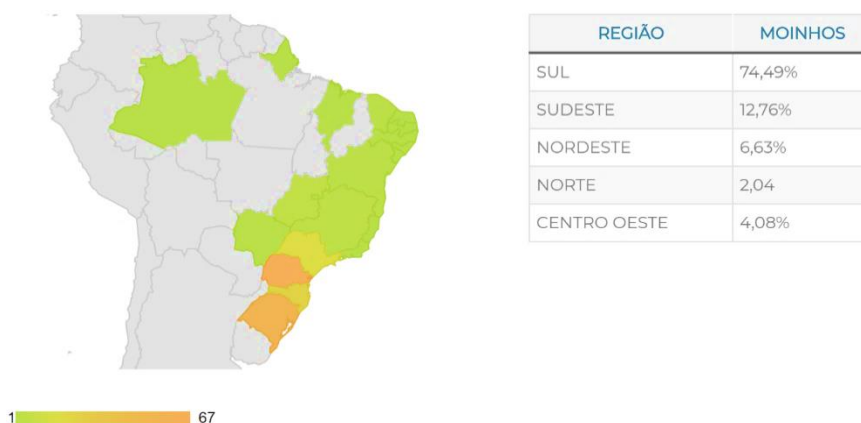 REGIÃO MOINHOS
SUL 74,49%
SUDESTE 12,76%
NORDESTE 6,63%
NORTE 2,04
CENTRO OESTE 4,08%
1 67